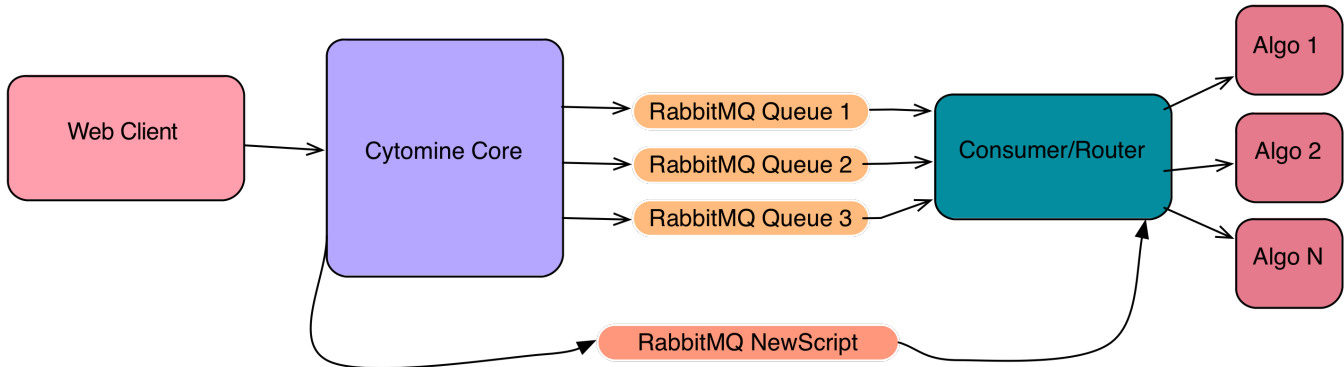 Web Client
Cytomine Core
RabbitMQ Queue 1
RabbitMQ Queue 2
RabbitMQ Queue 3
RabbitMQ NewScript
Consumer/Router
Algo 1
Algo 2
Algo N